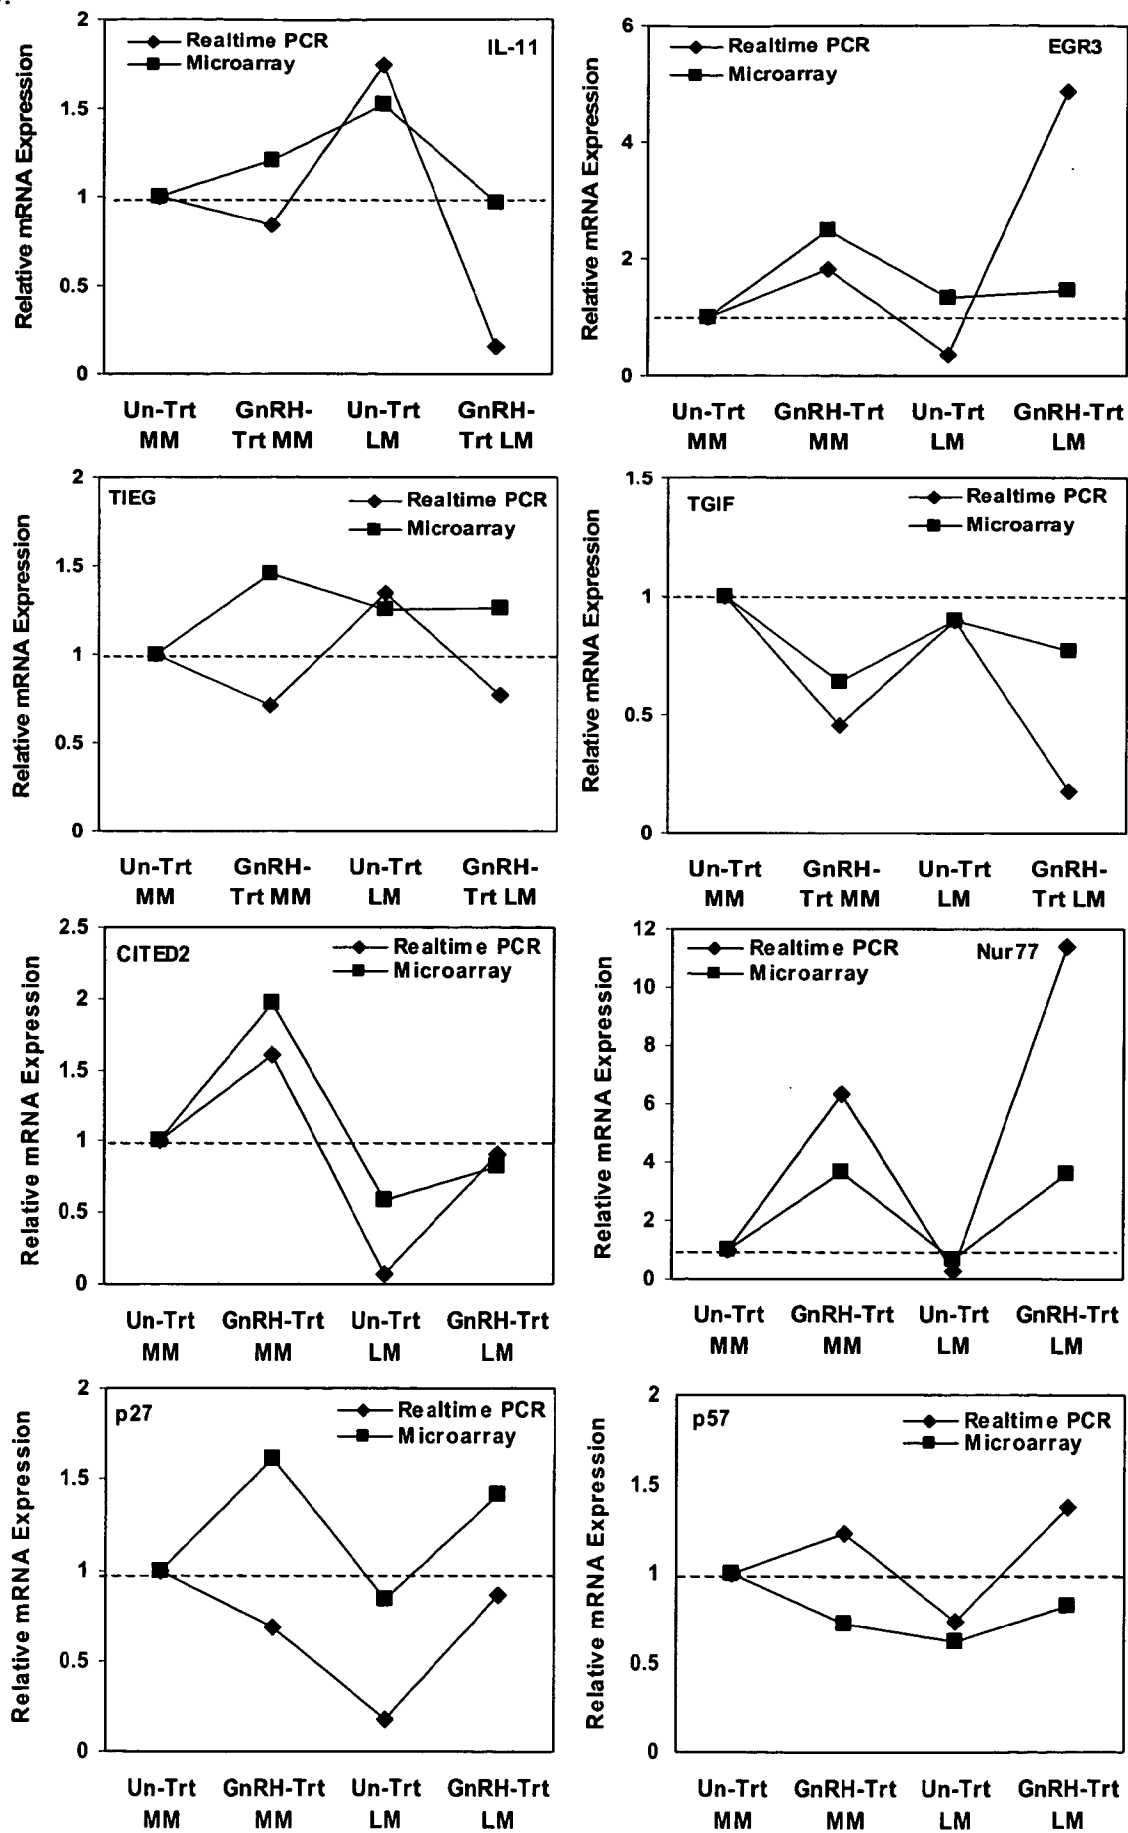 Realtime PCR
Microarray
IL-11
Relative mRNA Expression
2
1.5
1
0.5
0
Un-Trt GnRH- Un-Trt GnRH-
MM Trt MM LM Trt LM
Realtime PCR
Microarray
EGR3
Relative mRNA Expression
6
4
2
0
Un-Trt GnRH-Trt Un-Trt GnRH-Trt
MM MM LM LM
TIEG
Realtime PCR
Microarray
Relative mRNA Expression
2
1.5
1
0.5
0
Un-Trt GnRH- Un-Trt GnRH-
MM Trt MM LM Trt LM
TGIF
Realtime PCR
Microarray
Relative mRNA Expression
1.5
1
0.5
0
Un-Trt GnRH- Un-Trt GnRH-
MM Trt MM LM Trt LM
CITED2
Realtime PCR
Microarray
Relative mRNA Expression
2.5
2
1.5
1
0.5
0
Un-Trt GnRH-Trt Un-Trt GnRH-Trt
MM MM LM LM
Realtime PCR
Microarray
Nur77
Relative mRNA Expression
12
10
8
6
4
2
0
Un-Trt GnRH-Trt Un-Trt GnRH-Trt
MM MM LM LM
p27
Realtime PCR
Microarray
Relative mRNA Expression
2
1.5
1
0.5
0
Un-Trt GnRH-Trt Un-Trt GnRH-Trt
MM MM LM LM
p57
Realtime PCR
Microarray
Relative mRNA Expression
2
1.5
1
0.5
0
Un-Trt GnRH-Trt Un-Trt GnRH-Trt
MM MM LM LM